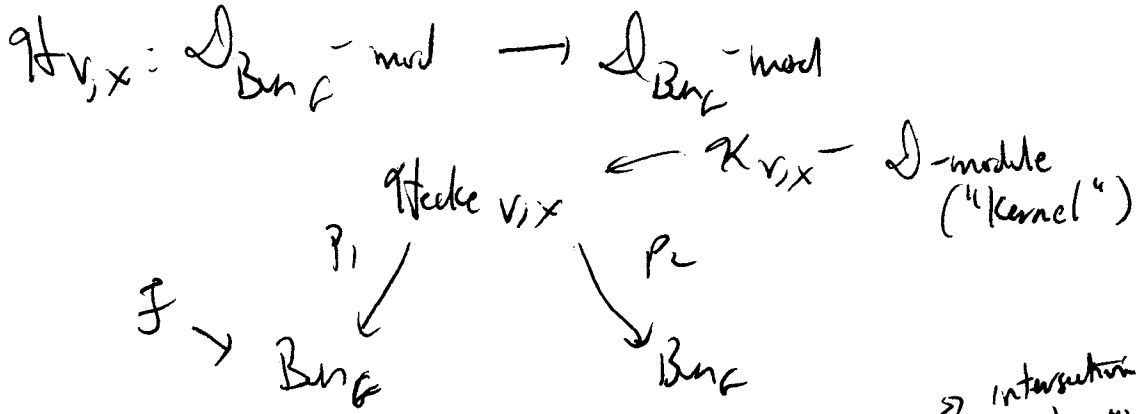 H_{V,x} : D_{Bun_G}-mod → D_{Bun_G}-mod
Hecke_{V,x} ← K_{V,x} - D-module
("Kernel")
p_1 p_2
F → Bun_G Bun_G
→ intersection